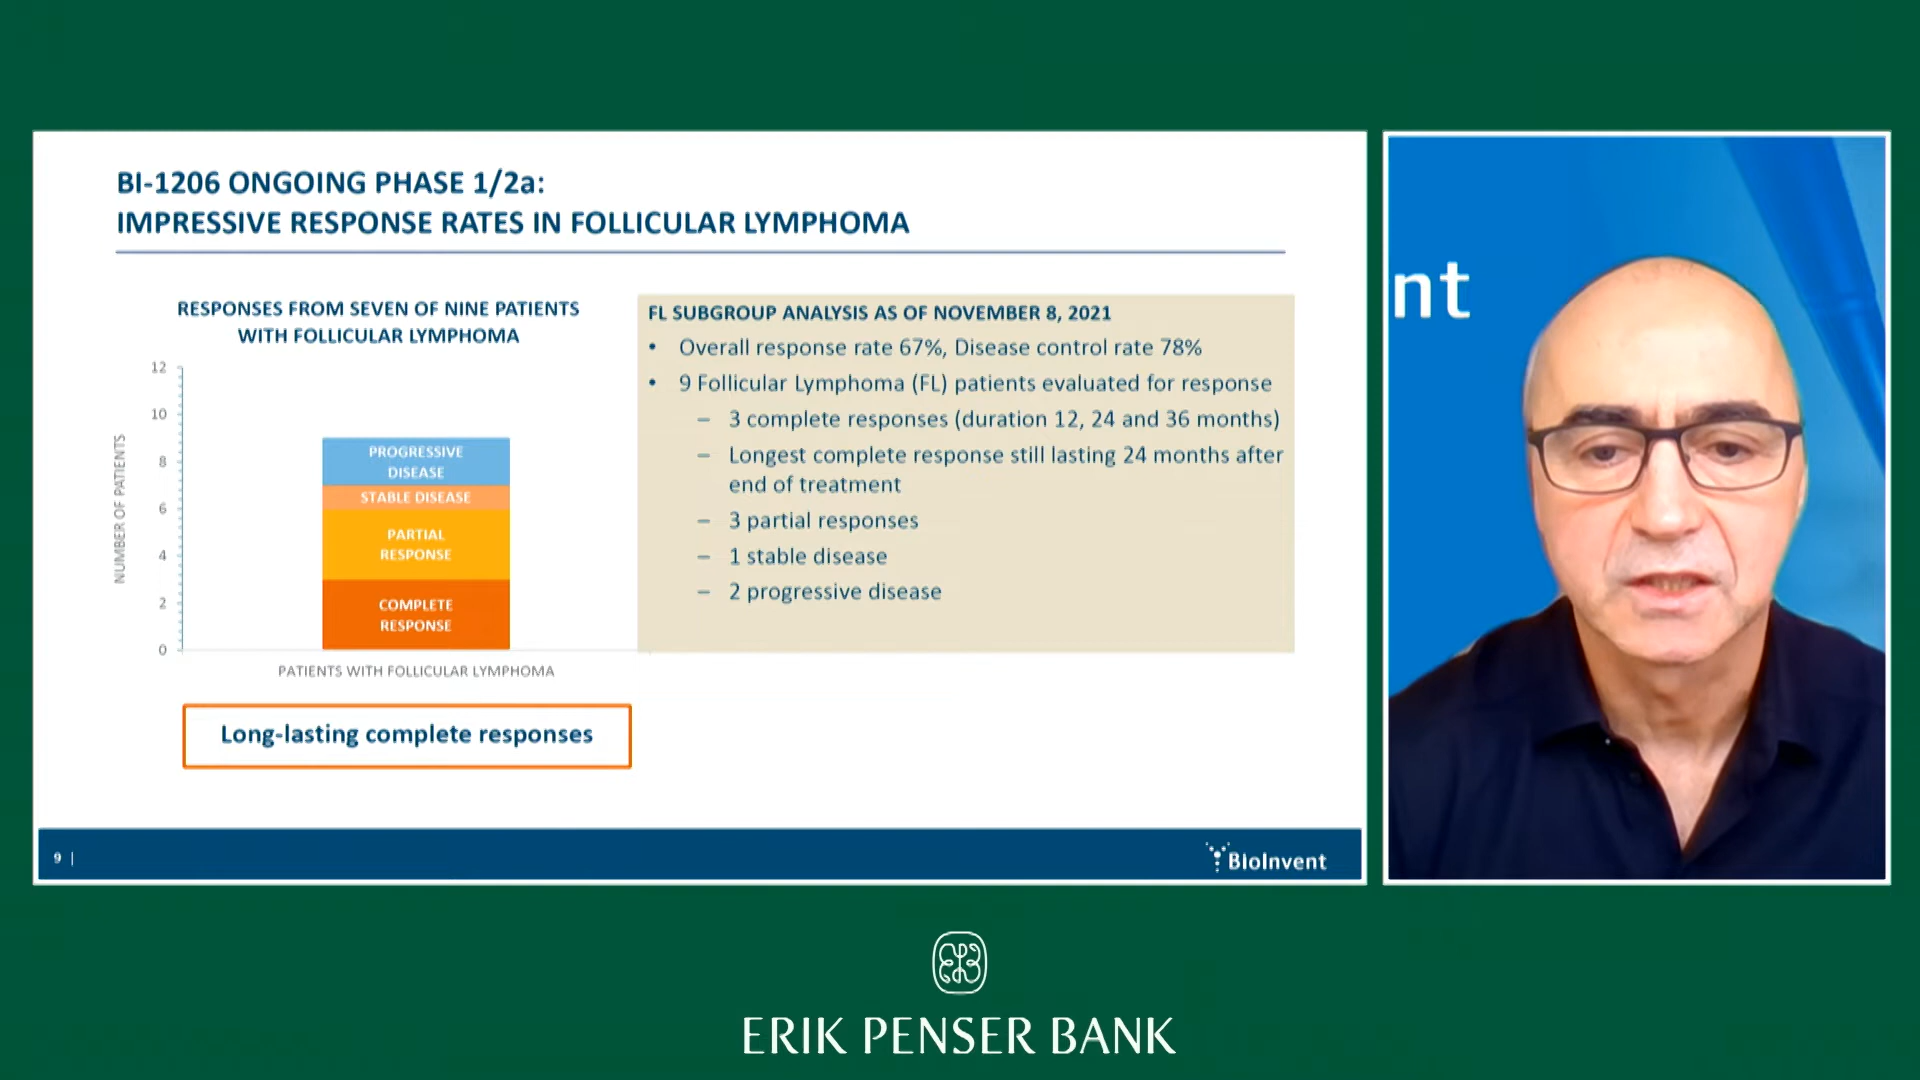 BI-1206 ONGOING PHASE 1/2a:
IMPRESSIVE RESPONSE RATES IN FOLLICULAR LYMPHOMA
RESPONSES FROM SEVEN OF NINE PATIENTS
WITH FOLLICULAR LYMPHOMA
NUMBER OF PATIENTS
12
10
8
6
4
2
0
PROGRESSIVE
DISEASE
STABLE DISEASE
PARTIAL
RESPONSE
COMPLETE
RESPONSE
PATIENTS WITH FOLLICULAR LYMPHOMA
Long-lasting complete responses
FL SUBGROUP ANALYSIS AS OF NOVEMBER 8, 2021
• Overall response rate 67%, Disease control rate 78%
• 9 Follicular Lymphoma (FL) patients evaluated for response
– 3 complete responses (duration 12, 24 and 36 months)
– Longest complete response still lasting 24 months after
end of treatment
– 3 partial responses
– 1 stable disease
– 2 progressive disease
9 |
BioInvent
nt
ERIK PENSER BANK